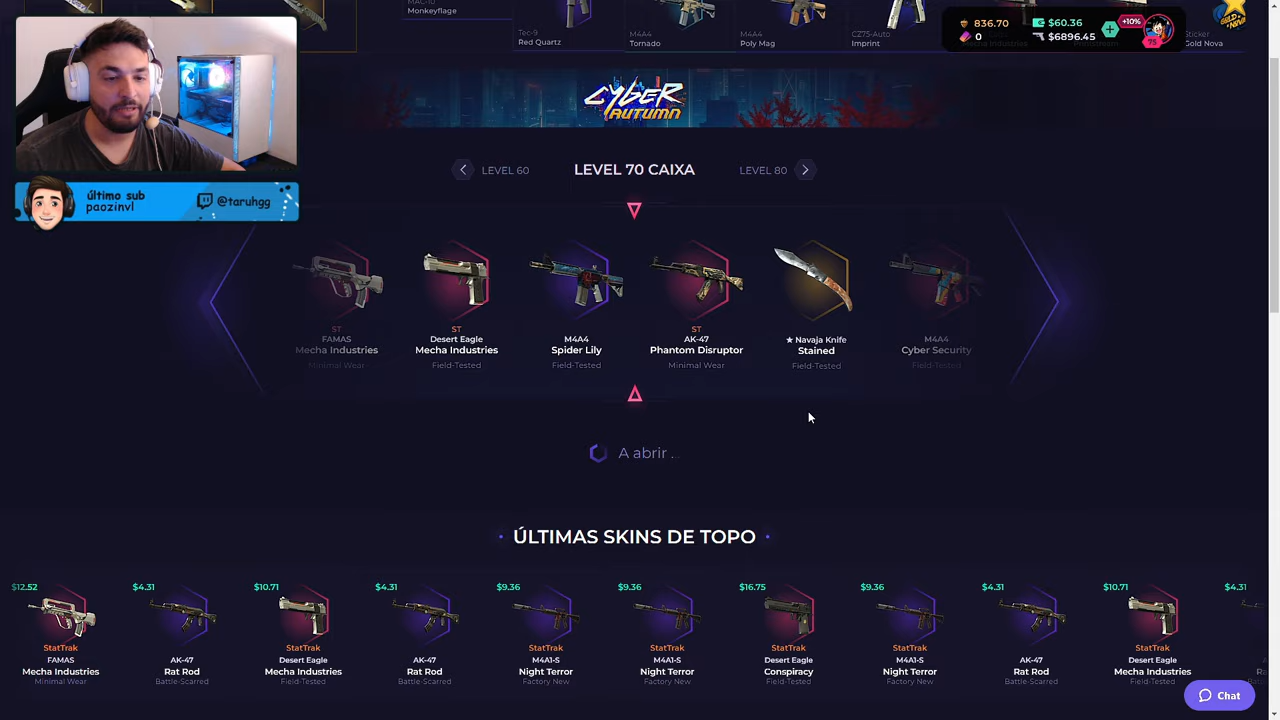 MAC-10
Monkeyflage
Tec-9
Red Quartz
M4A4
Tornado
M4A4
Poly Mag
CZ75-Auto
Imprint
Sticker
Gold Nova
836.70
0
$60.36
$6896.45
+10%
75
CYBER
AUTUMN
LEVEL 60
LEVEL 70 CAIXA
LEVEL 80
último sub
paozinvl
@taruhgg
ST
FAMAS
Mecha Industries
Minimal Wear
ST
Desert Eagle
Mecha Industries
Field-Tested
M4A4
Spider Lily
Field-Tested
ST
AK-47
Phantom Disruptor
Minimal Wear
★ Navaja Knife
Stained
Field-Tested
M4A4
Cyber Security
Field-Tested
A abrir ..
ÚLTIMAS SKINS DE TOPO
$12.52
StatTrak
FAMAS
Mecha Industries
Minimal Wear
$4.31
AK-47
Rat Rod
Battle-Scarred
$10.71
StatTrak
Desert Eagle
Mecha Industries
Field-Tested
$4.31
AK-47
Rat Rod
Battle-Scarred
$9.36
StatTrak
M4A1-S
Night Terror
Factory New
$9.36
StatTrak
M4A1-S
Night Terror
Factory New
$16.75
StatTrak
Desert Eagle
Conspiracy
Field-Tested
$9.36
StatTrak
M4A1-S
Night Terror
Factory New
$4.31
AK-47
Rat Rod
Battle-Scarred
$10.71
StatTrak
Desert Eagle
Mecha Industries
Field-Tested
$4.31
Chat